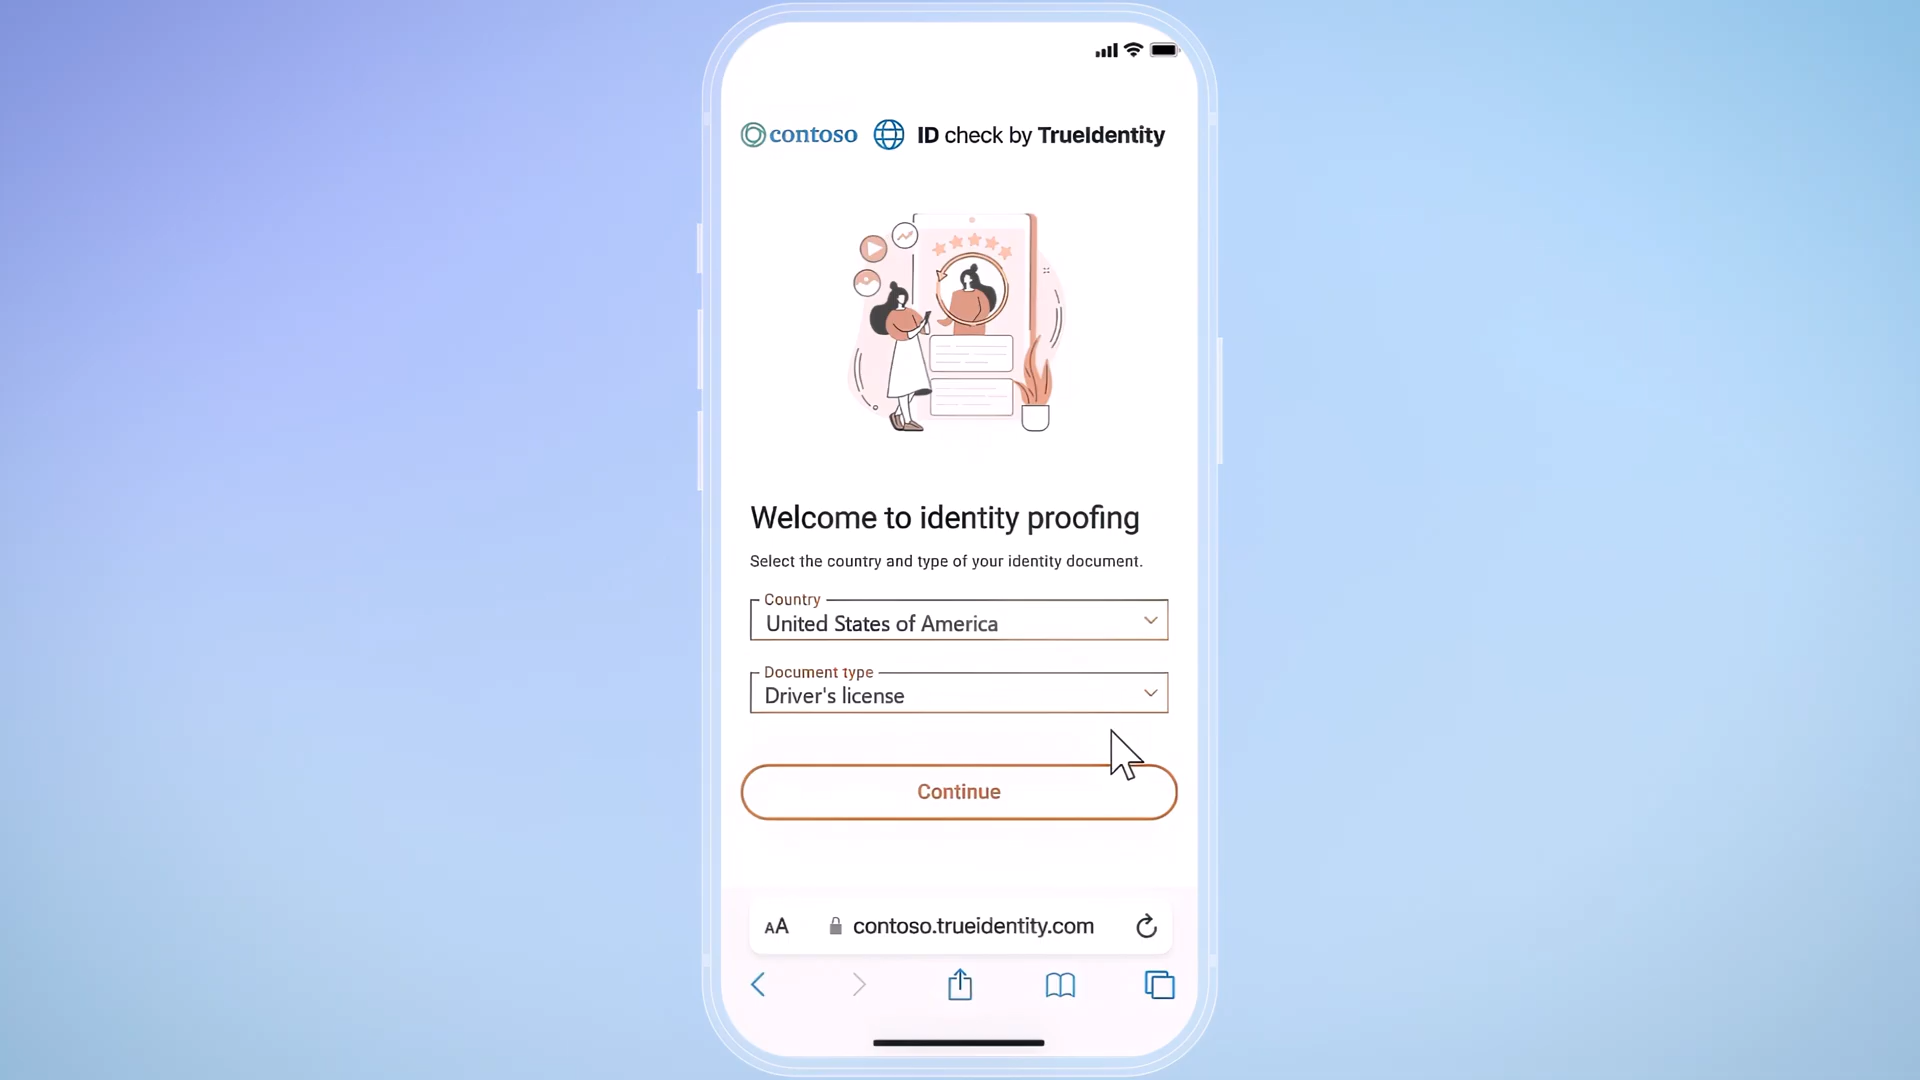 contoso ID check by TrueIdentity
Welcome to identity proofing
Select the country and type of your identity document.
Country
United States of America
Document type
Driver's license
Continue
AA contoso.trueidentity.com